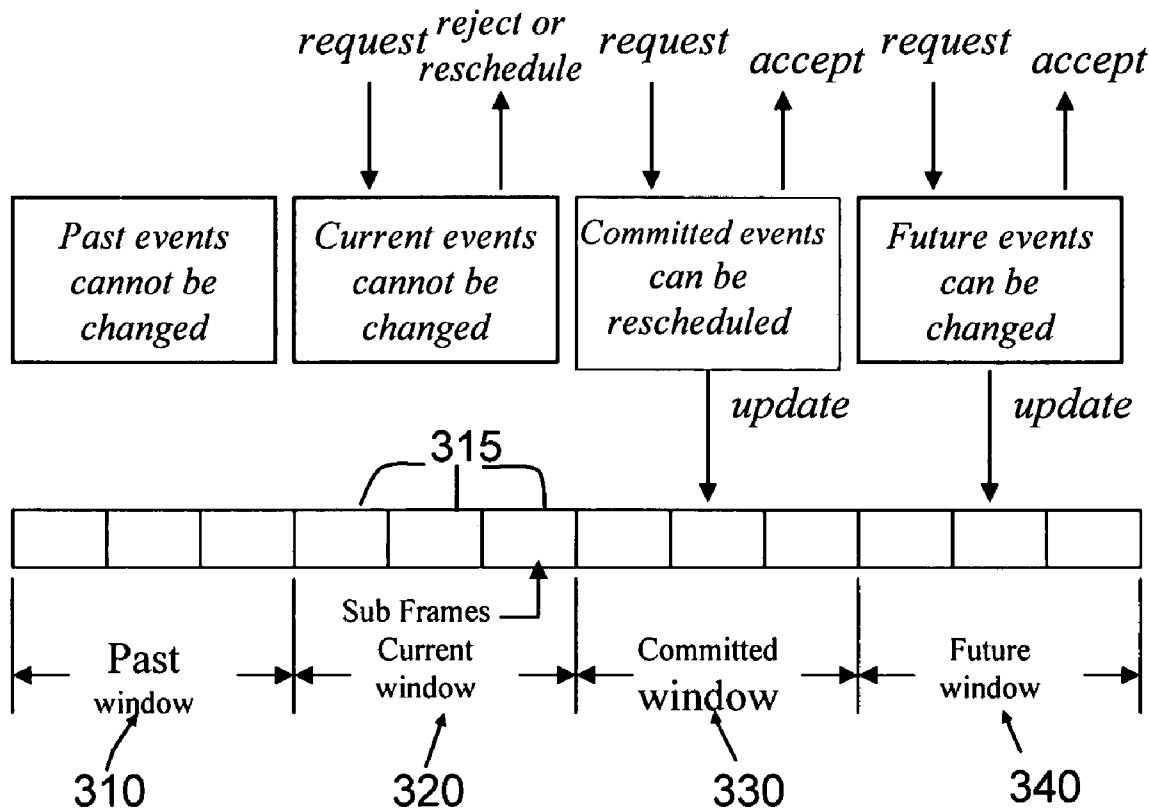 request
reject or
reschedule
request
accept
request
accept
Past events
cannot be
changed
Current events
cannot be
changed
Committed events
can be
rescheduled
Future events
can be
changed
update
update
315
Sub Frames
Past
window
Current
window
Committed
window
Future
window
310
320
330
340